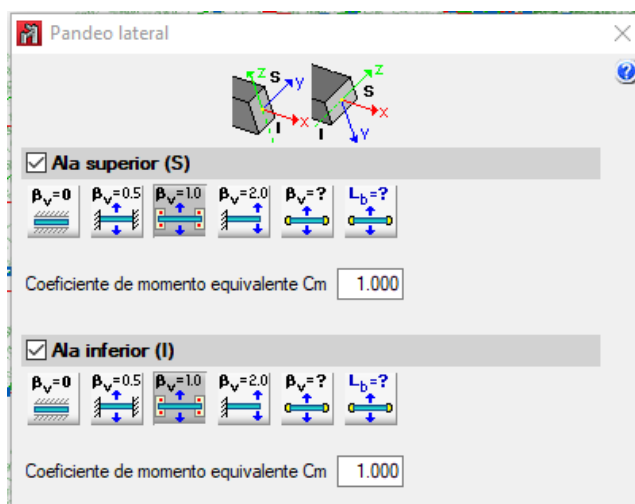 Pandeo lateral
z S y x I
z S x I y
Ala superior (S)
βv=0 βv=0.5 βv=1.0 βv=2.0 βv=? Lb=?
Coeficiente de momento equivalente Cm 1.000
Ala inferior (I)
βv=0 βv=0.5 βv=1.0 βv=2.0 βv=? Lb=?
Coeficiente de momento equivalente Cm 1.000